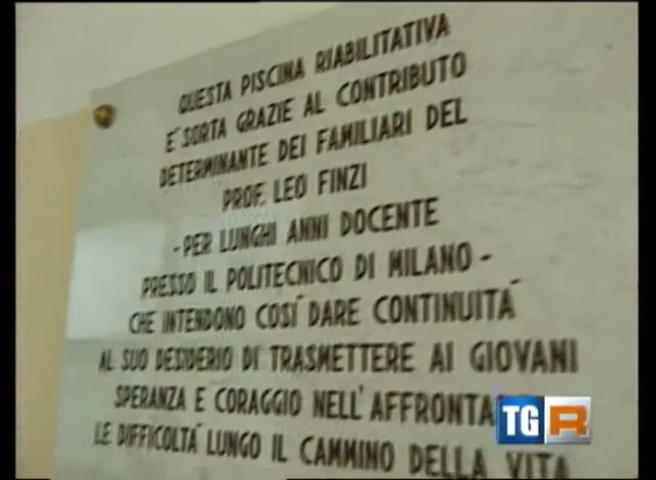 QUESTA PISCINA RIABILITATIVA
E' SORTA GRAZIE AL CONTRIBUTO
DETERMINANTE DEI FAMILIARI DEL
PROF. LEO FINZI
- PER LUNGHI ANNI DOCENTE
PRESSO IL POLITECNICO DI MILANO -
CHE INTENDONO COSI' DARE CONTINUITA'
AL SUO DESIDERIO DI TRASMETTERE AI GIOVANI
SPERANZA E CORAGGIO NELL'AFFRONTA
LE DIFFICOLTA' LUNGO IL CAMMINO DELLA VITA
TGR